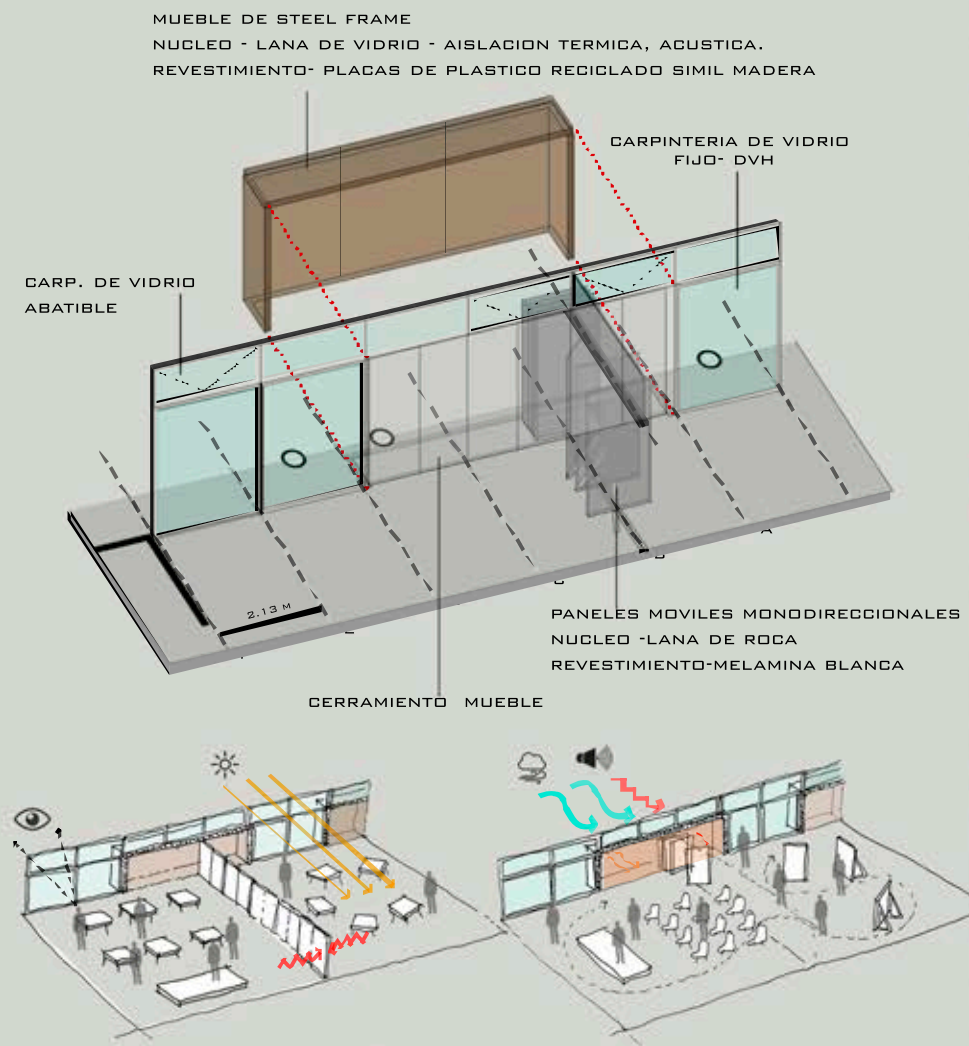 MUEBLE DE STEEL FRAME
NUCLEO - LANA DE VIDRIO - AISLACION TERMICA, ACUSTICA.
REVESTIMIENTO- PLACAS DE PLASTICO RECICLADO SIMIL MADERA
CARPINTERIA DE VIDRIO
FIJO- DVH
CARP. DE VIDRIO
ABATIBLE
2.13 M
PANELES MOVILES MONODIRECCIONALES
NUCLEO -LANA DE ROCA
REVESTIMIENTO-MELAMINA BLANCA
CERRAMIENTO MUEBLE